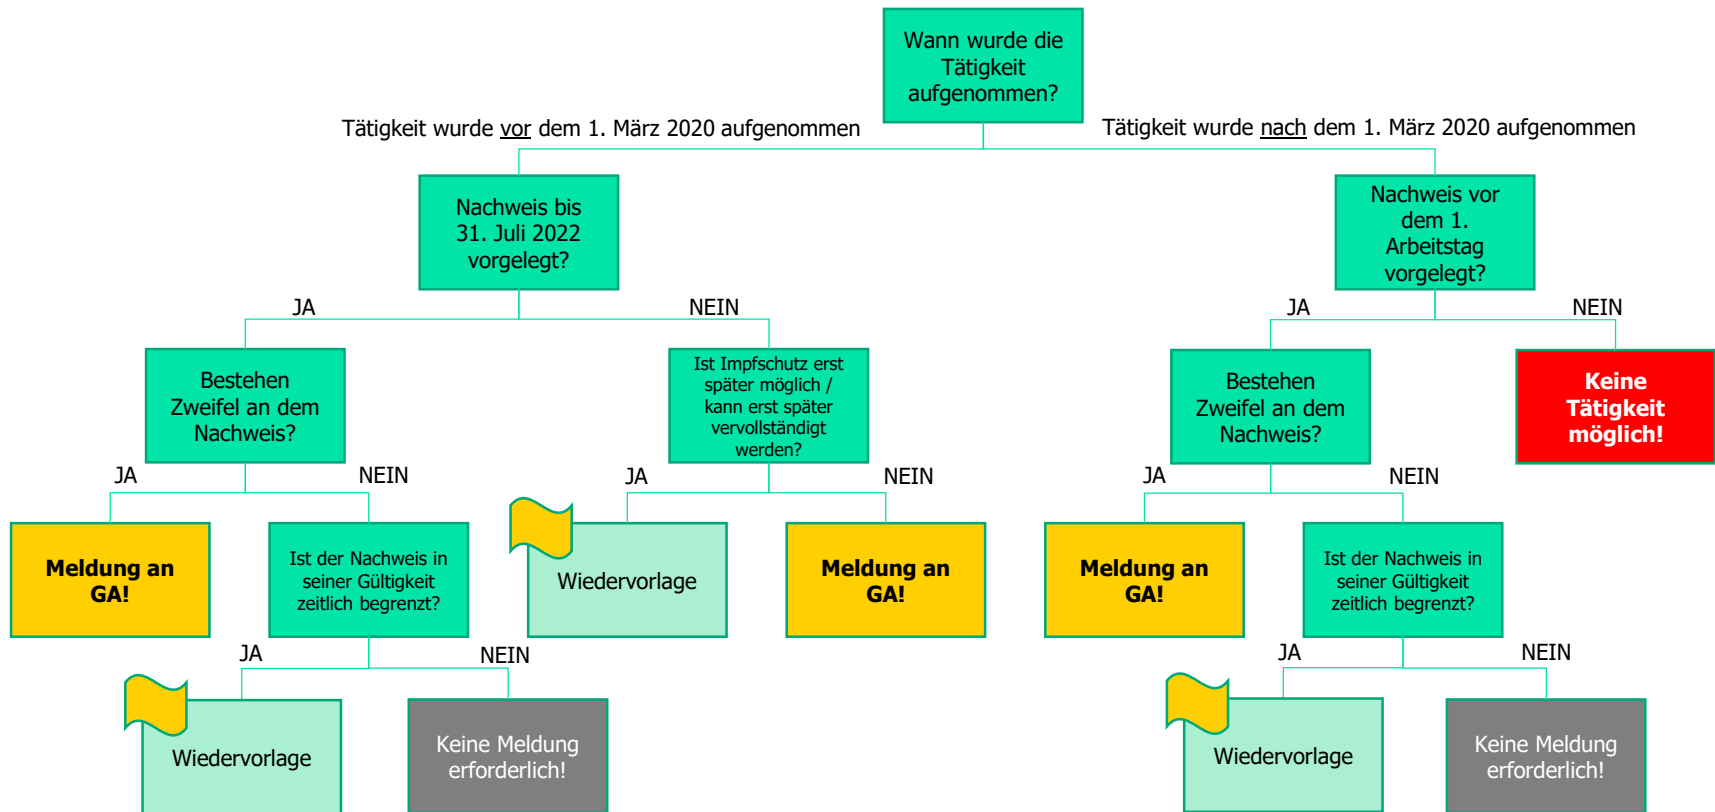 Wann wurde die
Tätigkeit
aufgenommen?
Tätigkeit wurde vor dem 1. März 2020 aufgenommen
Tätigkeit wurde nach dem 1. März 2020 aufgenommen
Nachweis bis
31. Juli 2022
vorgelegt?
Nachweis vor
dem 1.
Arbeitstag
vorgelegt?
JA
NEIN
JA
NEIN
Bestehen
Zweifel an dem
Nachweis?
Ist Impfschutz erst
später möglich /
kann erst später
vervollständigt
werden?
Bestehen
Zweifel an dem
Nachweis?
Keine
Tätigkeit
möglich!
JA
NEIN
JA
NEIN
JA
NEIN
Meldung an
GA!
Ist der Nachweis in
seiner Gültigkeit
zeitlich begrenzt?
Wiedervorlage
Meldung an
GA!
Meldung an
GA!
Ist der Nachweis in
seiner Gültigkeit
zeitlich begrenzt?
JA
NEIN
JA
NEIN
Wiedervorlage
Keine Meldung
erforderlich!
Wiedervorlage
Keine Meldung
erforderlich!